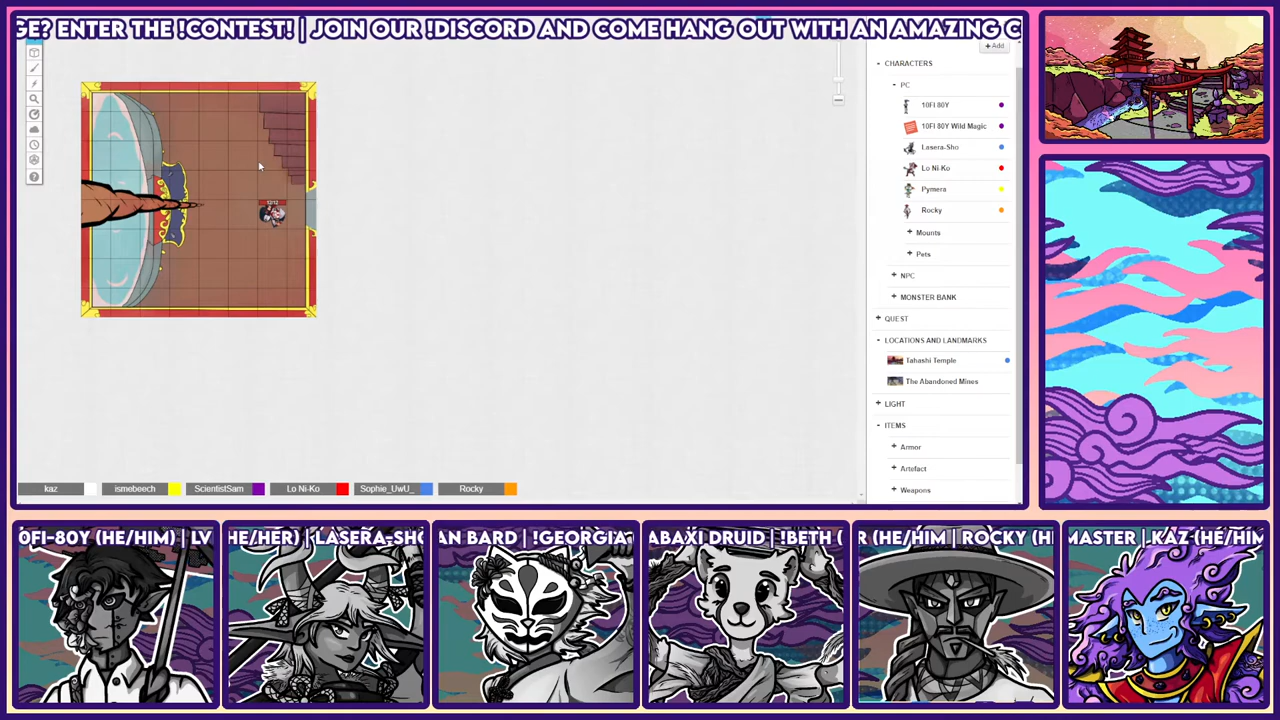 GE? ENTER THE !CONTEST! | JOIN OUR !DISCORD AND COME HANG OUT WITH AN AMAZING C
+ Add
CHARACTERS
PC
10FI 80Y
10FI 80Y Wild Magic
Lasera-Sho
Lo Ni-Ko
Pymera
Rocky
Mounts
Pets
NPC
MONSTER BANK
QUEST
LOCATIONS AND LANDMARKS
Tahashi Temple
The Abandoned Mines
LIGHT
ITEMS
Armor
Artefact
Weapons
12/12
kaz
ismebeech
ScientistSam
Lo Ni-Ko
Sophie_UwU_
Rocky
0FI-80Y (HE/HIM) | LV
HE/HER) | LASERA-SHO
AN BARD | !GEORGIA
ABAXI DRUID | !BETH (
R (HE/HIM | ROCKY (HI
MASTER | KAZ (HE/HIM